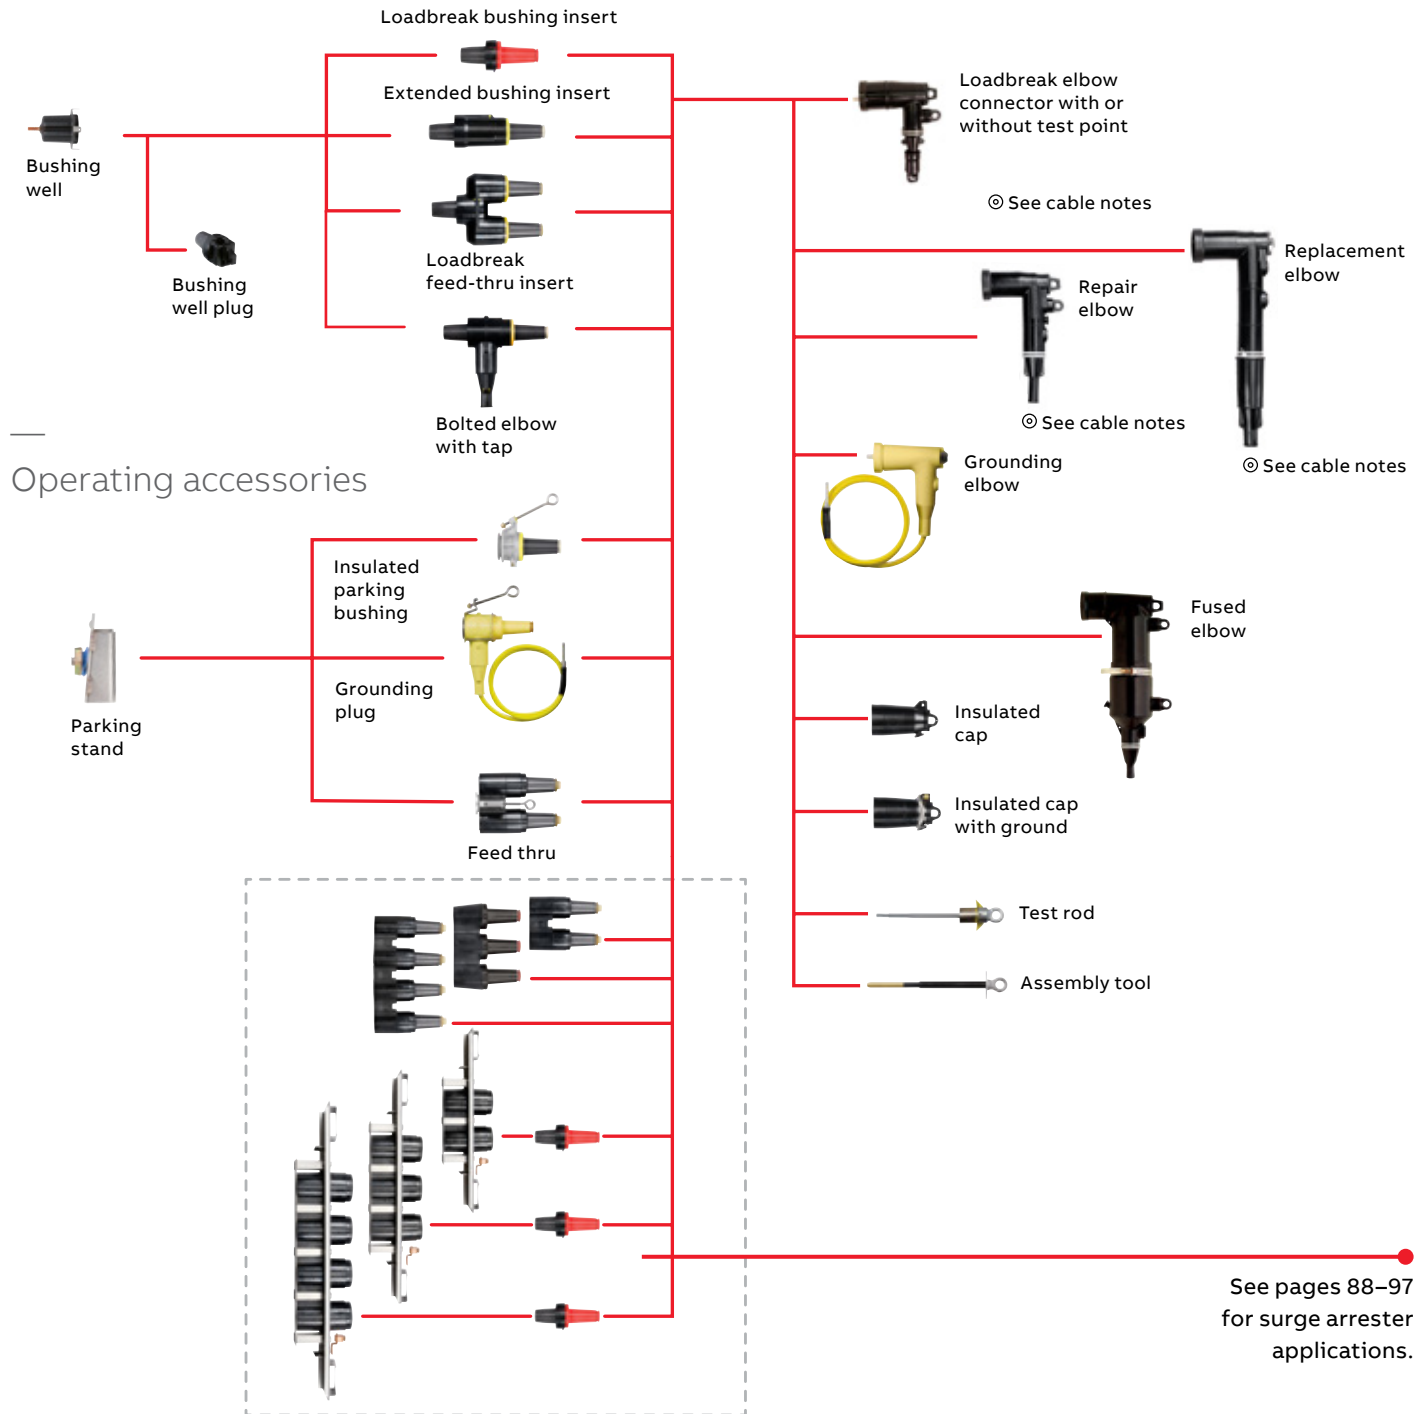 Loadbreak bushing insert
Extended bushing insert
Bushing
well
Bushing
well plug
Loadbreak
feed-thru insert
Bolted elbow
with tap
Loadbreak elbow
connector with or
without test point
◎ See cable notes
Replacement
elbow
Repair
elbow
◎ See cable notes
◎ See cable notes
Grounding
elbow
Operating accessories
Insulated
parking
bushing
Grounding
plug
Parking
stand
Feed thru
Fused
elbow
Insulated
cap
Insulated cap
with ground
Test rod
Assembly tool
See pages 88–97
for surge arrester
applications.